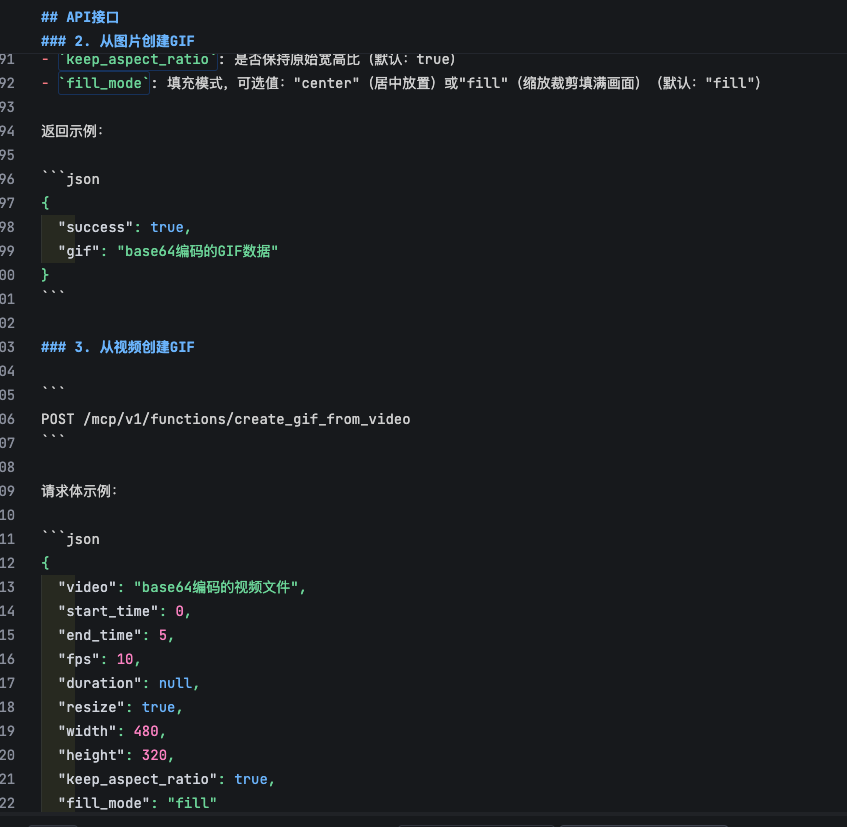 ## API接口
### 2. 从图片创建GIF
91 - `keep_aspect_ratio`: 是否保持原始宽高比（默认：true）
92 - `fill_mode`: 填充模式，可选值："center"（居中放置）或"fill"（缩放裁剪填满画面）（默认："fill"）
93
94 返回示例：
95
96 ```json
97 {
98 "success": true,
99 "gif": "base64编码的GIF数据"
00 }
01 ```
02
03 ### 3. 从视频创建GIF
04
05 ```
06 POST /mcp/v1/functions/create_gif_from_video
07 ```
08
09 请求体示例：
10
11 ```json
12 {
13 "video": "base64编码的视频文件",
14 "start_time": 0,
15 "end_time": 5,
16 "fps": 10,
17 "duration": null,
18 "resize": true,
19 "width": 480,
20 "height": 320,
21 "keep_aspect_ratio": true,
22 "fill_mode": "fill"